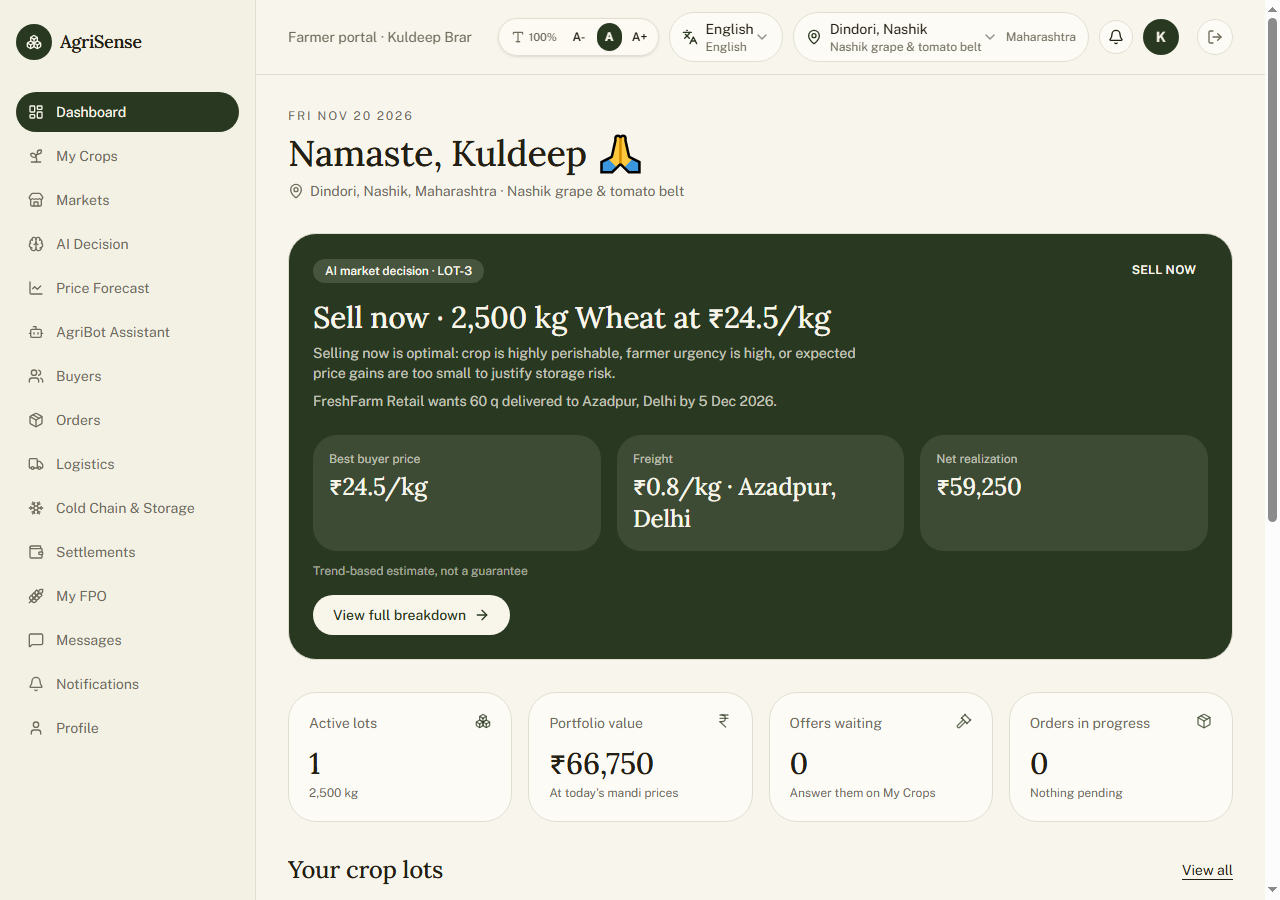 AgriSense
Farmer portal · Kuldeep Brar
100% A- A A+
English
English
Dindori, Nashik
Nashik grape & tomato belt
Maharashtra
K
Dashboard
My Crops
Markets
AI Decision
Price Forecast
AgriBot Assistant
Buyers
Orders
Logistics
Cold Chain & Storage
Settlements
My FPO
Messages
Notifications
Profile
FRI NOV 20 2026
Namaste, Kuldeep 🙏
Dindori, Nashik, Maharashtra · Nashik grape & tomato belt
AI market decision · LOT-3
SELL NOW
Sell now · 2,500 kg Wheat at ₹24.5/kg
Selling now is optimal: crop is highly perishable, farmer urgency is high, or expected
price gains are too small to justify storage risk.
FreshFarm Retail wants 60 q delivered to Azadpur, Delhi by 5 Dec 2026.
Best buyer price
₹24.5/kg
Freight
₹0.8/kg · Azadpur,
Delhi
Net realization
₹59,250
Trend-based estimate, not a guarantee
View full breakdown
Active lots
1
2,500 kg
Portfolio value
₹
₹66,750
At today's mandi prices
Offers waiting
0
Answer them on My Crops
Orders in progress
0
Nothing pending
Your crop lots
View all